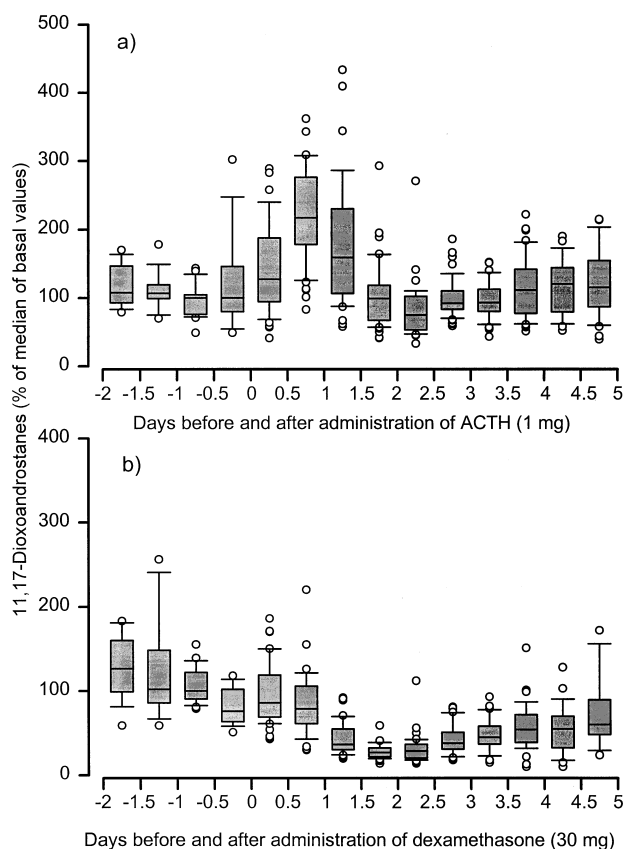 500
a)
400
300
200
100
0
-2 -1.5 -1 -0.5 0 0.5 1 1.5 2 2.5 3 3.5 4 4.5 5
Days before and after administration of ACTH (1 mg)
11,17-Dioxoandrostanes (% of median of basal values)
400
b)
300
200
100
0
-2 -1.5 -1 -0.5 0 0.5 1 1.5 2 2.5 3 3.5 4 4.5 5
Days before and after administration of dexamethasone (30 mg)